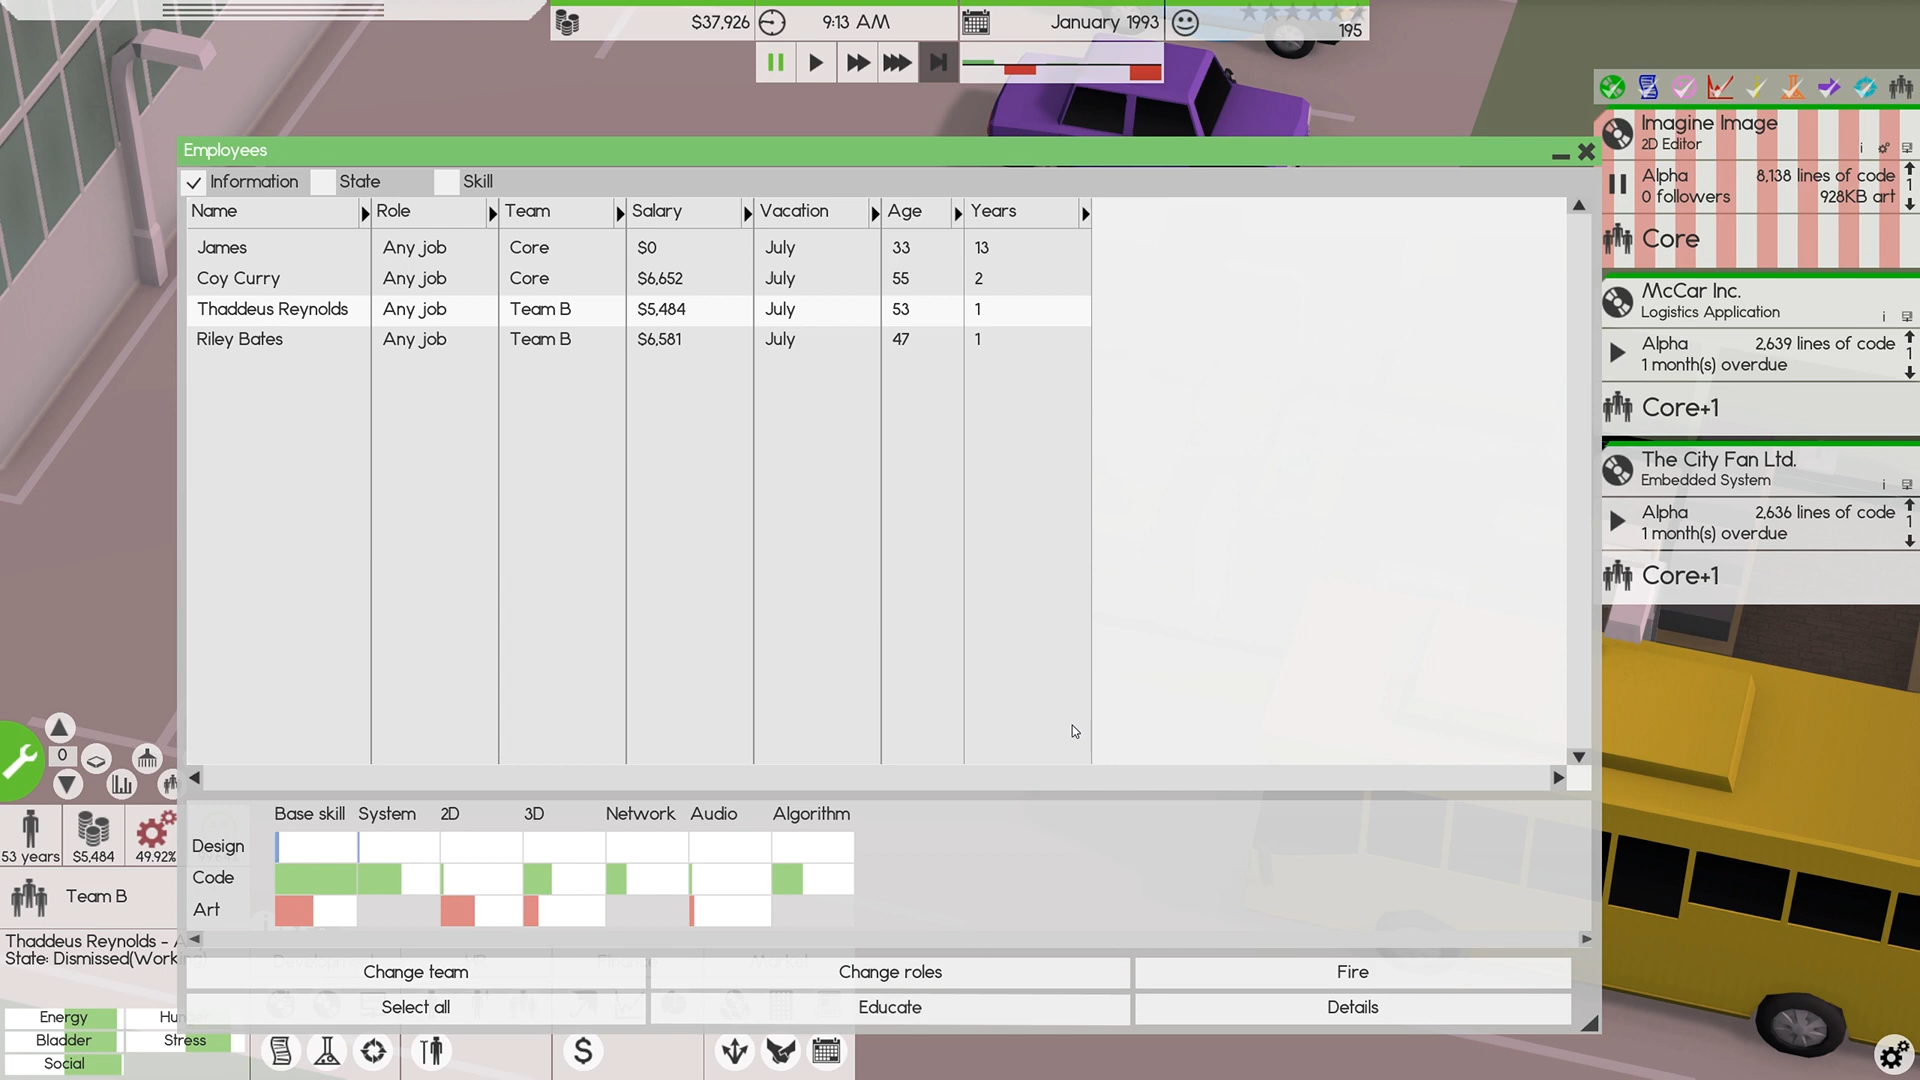 $37,926
9:13 AM
January 1993
195
Employees
Information
State
Skill
Name
Role
Team
Salary
Vacation
Age
Years
James
Any job
Core
$0
July
33
13
Coy Curry
Any job
Core
$6,652
July
55
2
Thaddeus Reynolds
Any job
Team B
$5,484
July
53
1
Riley Bates
Any job
Team B
$6,581
July
47
1
Imagine Image
2D Editor
Alpha
8,138 lines of code
0 followers
928KB art
1
Core
McCar Inc.
Logistics Application
Alpha
2,639 lines of code
1 month(s) overdue
1
Core+1
The City Fan Ltd.
Embedded System
Alpha
2,636 lines of code
1 month(s) overdue
1
Core+1
0
53 years
$5,484
49.92%
Team B
Thaddeus Reynolds - A
State: Dismissed(Work
Energy
Hun
Bladder
Stress
Social
Base skill
System
2D
3D
Network
Audio
Algorithm
Design
Code
Art
Change team
Change roles
Fire
Select all
Educate
Details